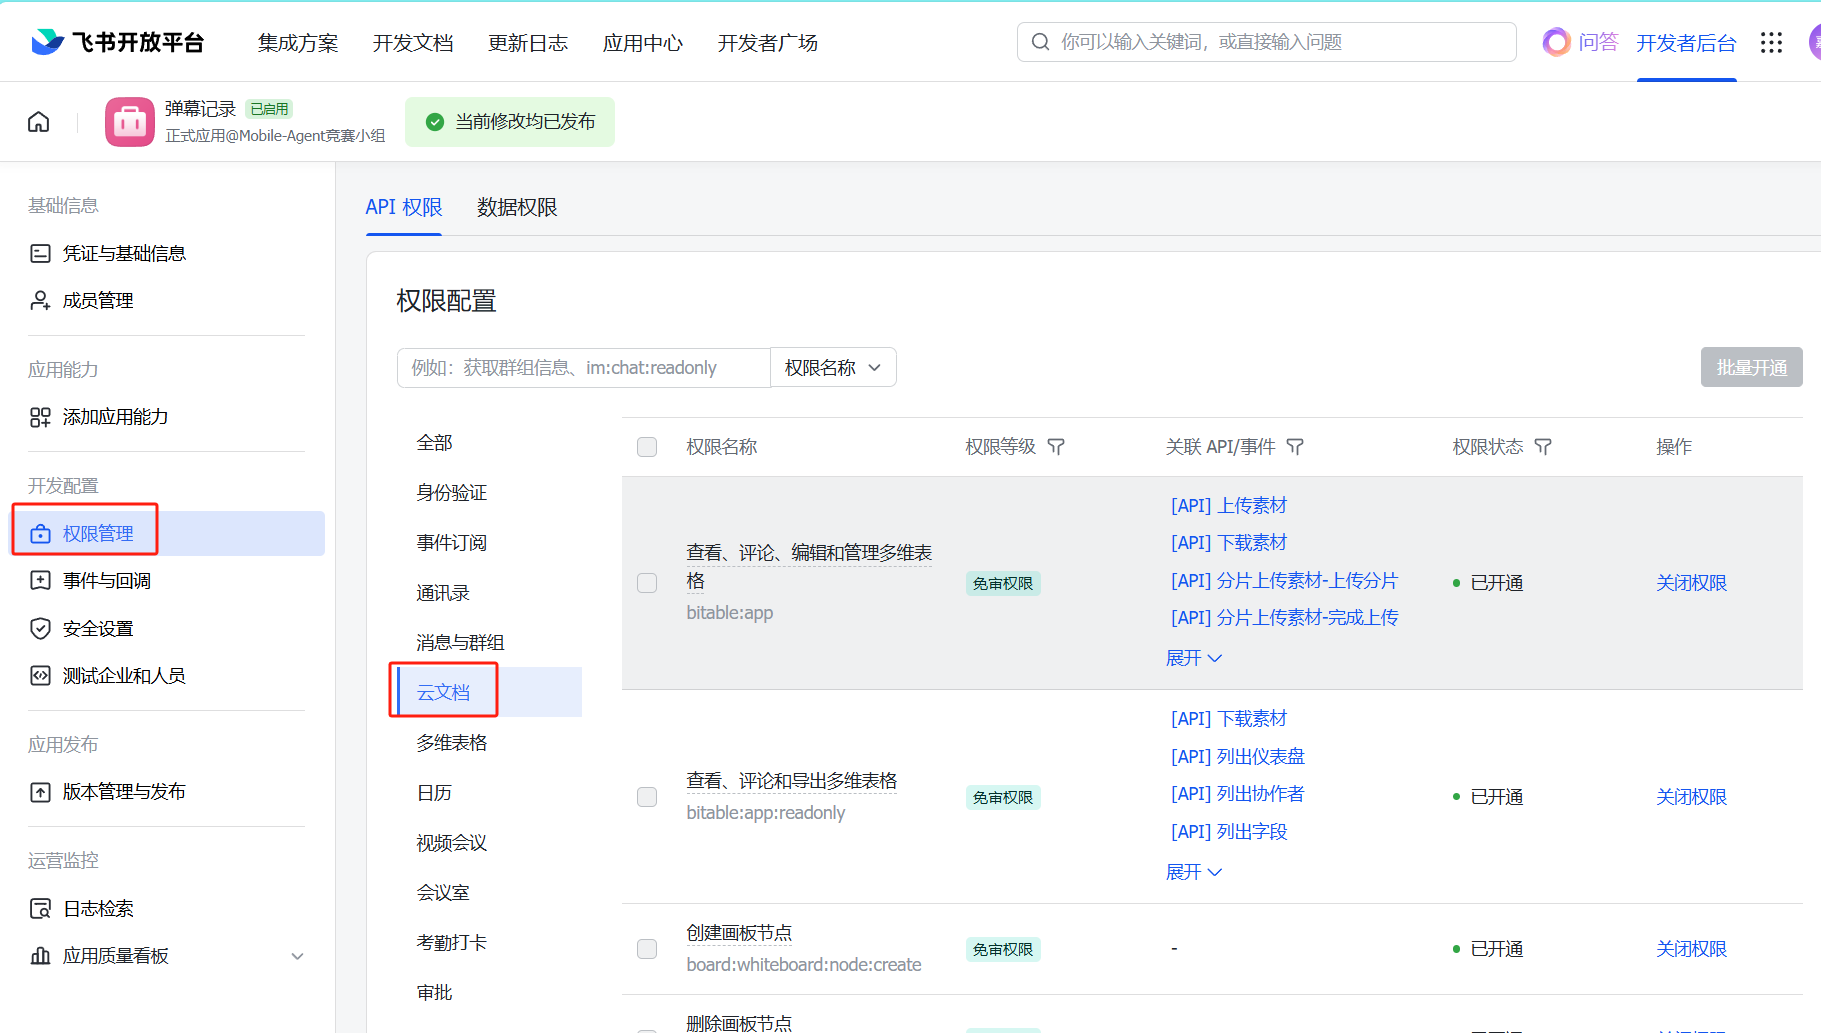 飞书开放平台
集成方案
开发文档
更新日志
应用中心
开发者广场
你可以输入关键词，或直接输入问题
问答
开发者后台
弹幕记录
已启用
正式应用@Mobile-Agent竞赛小组
当前修改均已发布
基础信息
凭证与基础信息
成员管理
应用能力
添加应用能力
开发配置
权限管理
事件与回调
安全设置
测试企业和人员
应用发布
版本管理与发布
运营监控
日志检索
应用质量看板
API 权限
数据权限
权限配置
例如：获取群组信息、im:chat:readonly
权限名称
批量开通
全部
身份验证
事件订阅
通讯录
消息与群组
云文档
多维表格
日历
视频会议
会议室
考勤打卡
审批
权限名称
权限等级
关联 API/事件
权限状态
操作
查看、评论、编辑和管理多维表
格
bitable:app
免审权限
[API] 上传素材
[API] 下载素材
[API] 分片上传素材-上传分片
[API] 分片上传素材-完成上传
展开
已开通
关闭权限
查看、评论和导出多维表格
bitable:app:readonly
免审权限
[API] 下载素材
[API] 列出仪表盘
[API] 列出协作者
[API] 列出字段
展开
已开通
关闭权限
创建画板节点
board:whiteboard:node:create
免审权限
-
已开通
关闭权限
删除画板节点